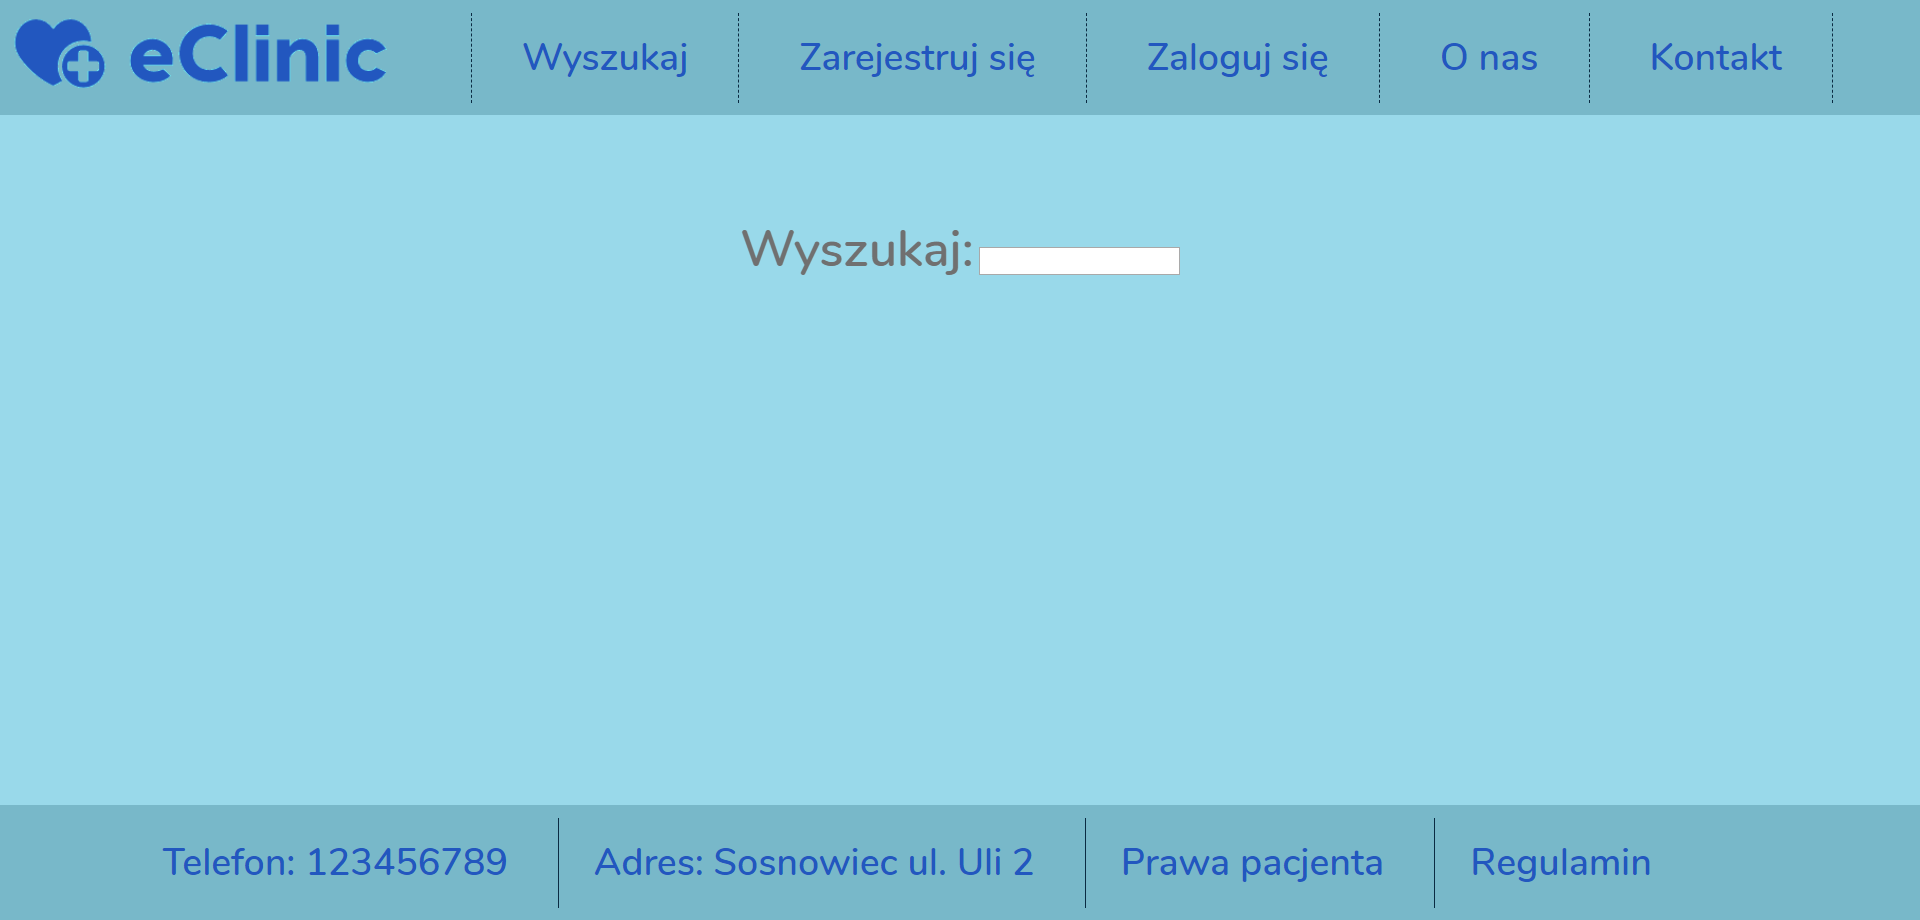 eClinic
Wyszukaj
Zarejestruj się
Zaloguj się
O nas
Kontakt
Wyszukaj:
Telefon: 123456789
Adres: Sosnowiec ul. Uli 2
Prawa pacjenta
Regulamin